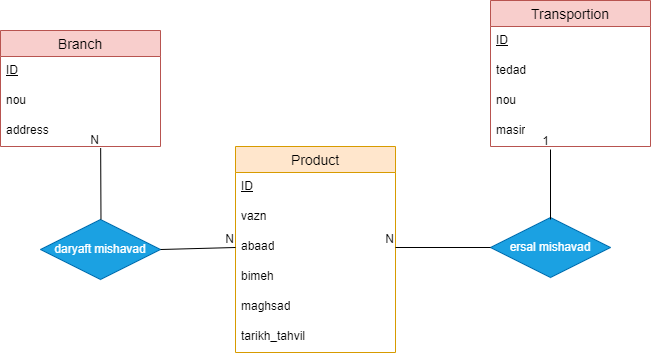 Transportion
ID
tedad
nou
masir
1
Branch
ID
nou
address
N
Product
ID
vazn
abaad
bimeh
maghsad
tarikh_tahvil
daryaft mishavad
N
N
ersal mishavad